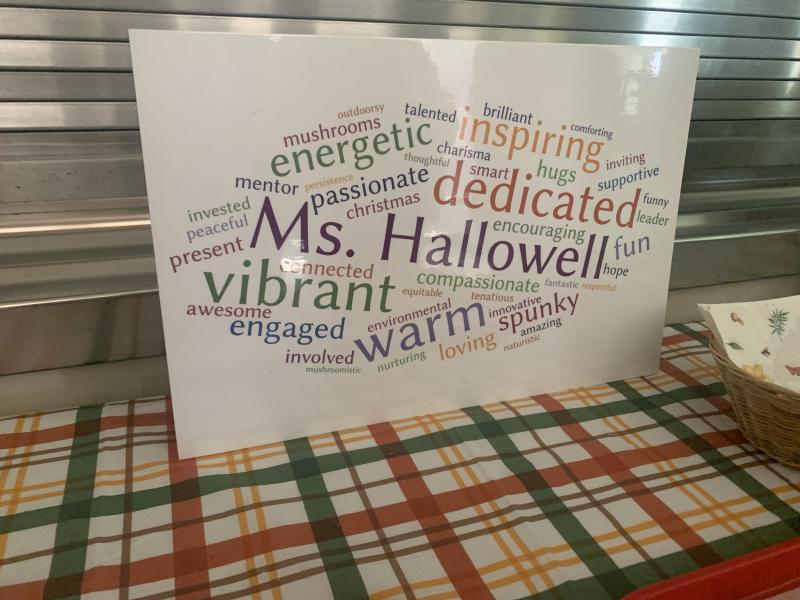 outdoorsy
talented
brilliant
mushrooms
inspiring
comforting
energetic
charisma
thoughtful
inviting
mentor
persistence
passionate
smart
hugs
supportive
dedicated
funny
invested
christmas
leader
peaceful
encouraging
Ms. Hallowell
fun
present
connected
hope
vibrant
compassionate
fantastic
respectful
equitable
tenatious
awesome
environmental
innovative
spunky
engaged
warm
amazing
involved
loving
naturistic
nurturing
mushroomistic